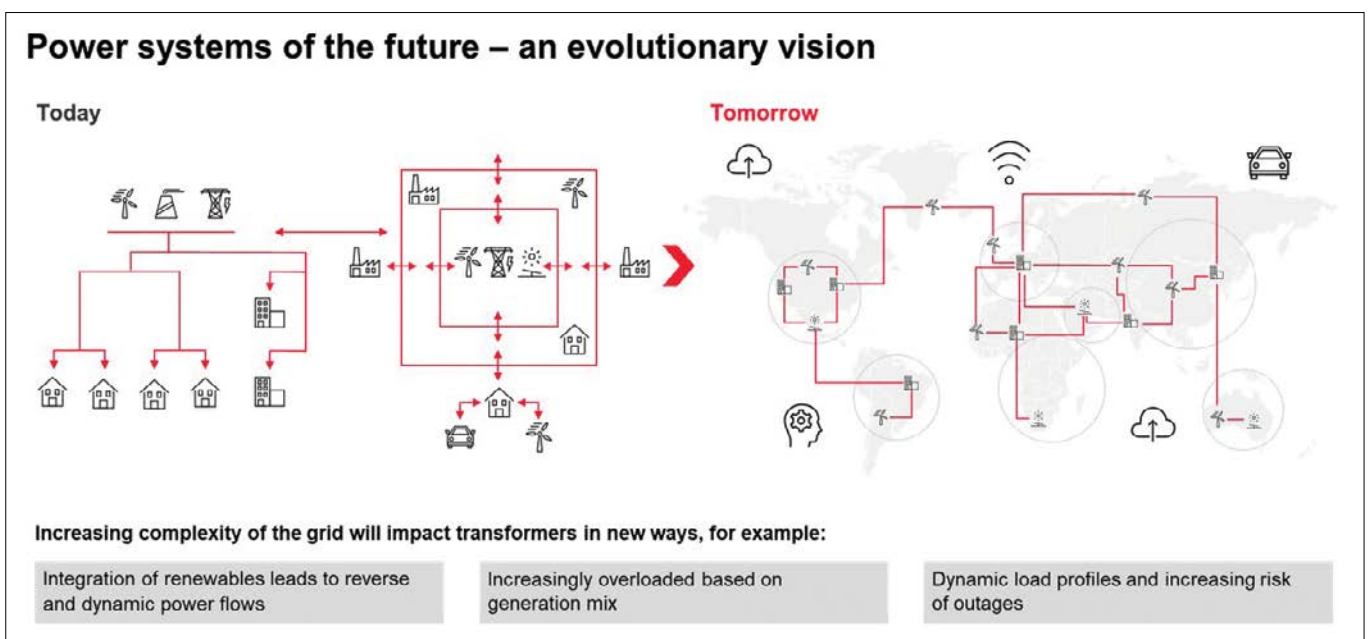 Power systems of the future – an evolutionary vision
Today
Tomorrow
Increasing complexity of the grid will impact transformers in new ways, for example:
Integration of renewables leads to reverse
and dynamic power flows
Increasingly overloaded based on
generation mix
Dynamic load profiles and increasing risk
of outages